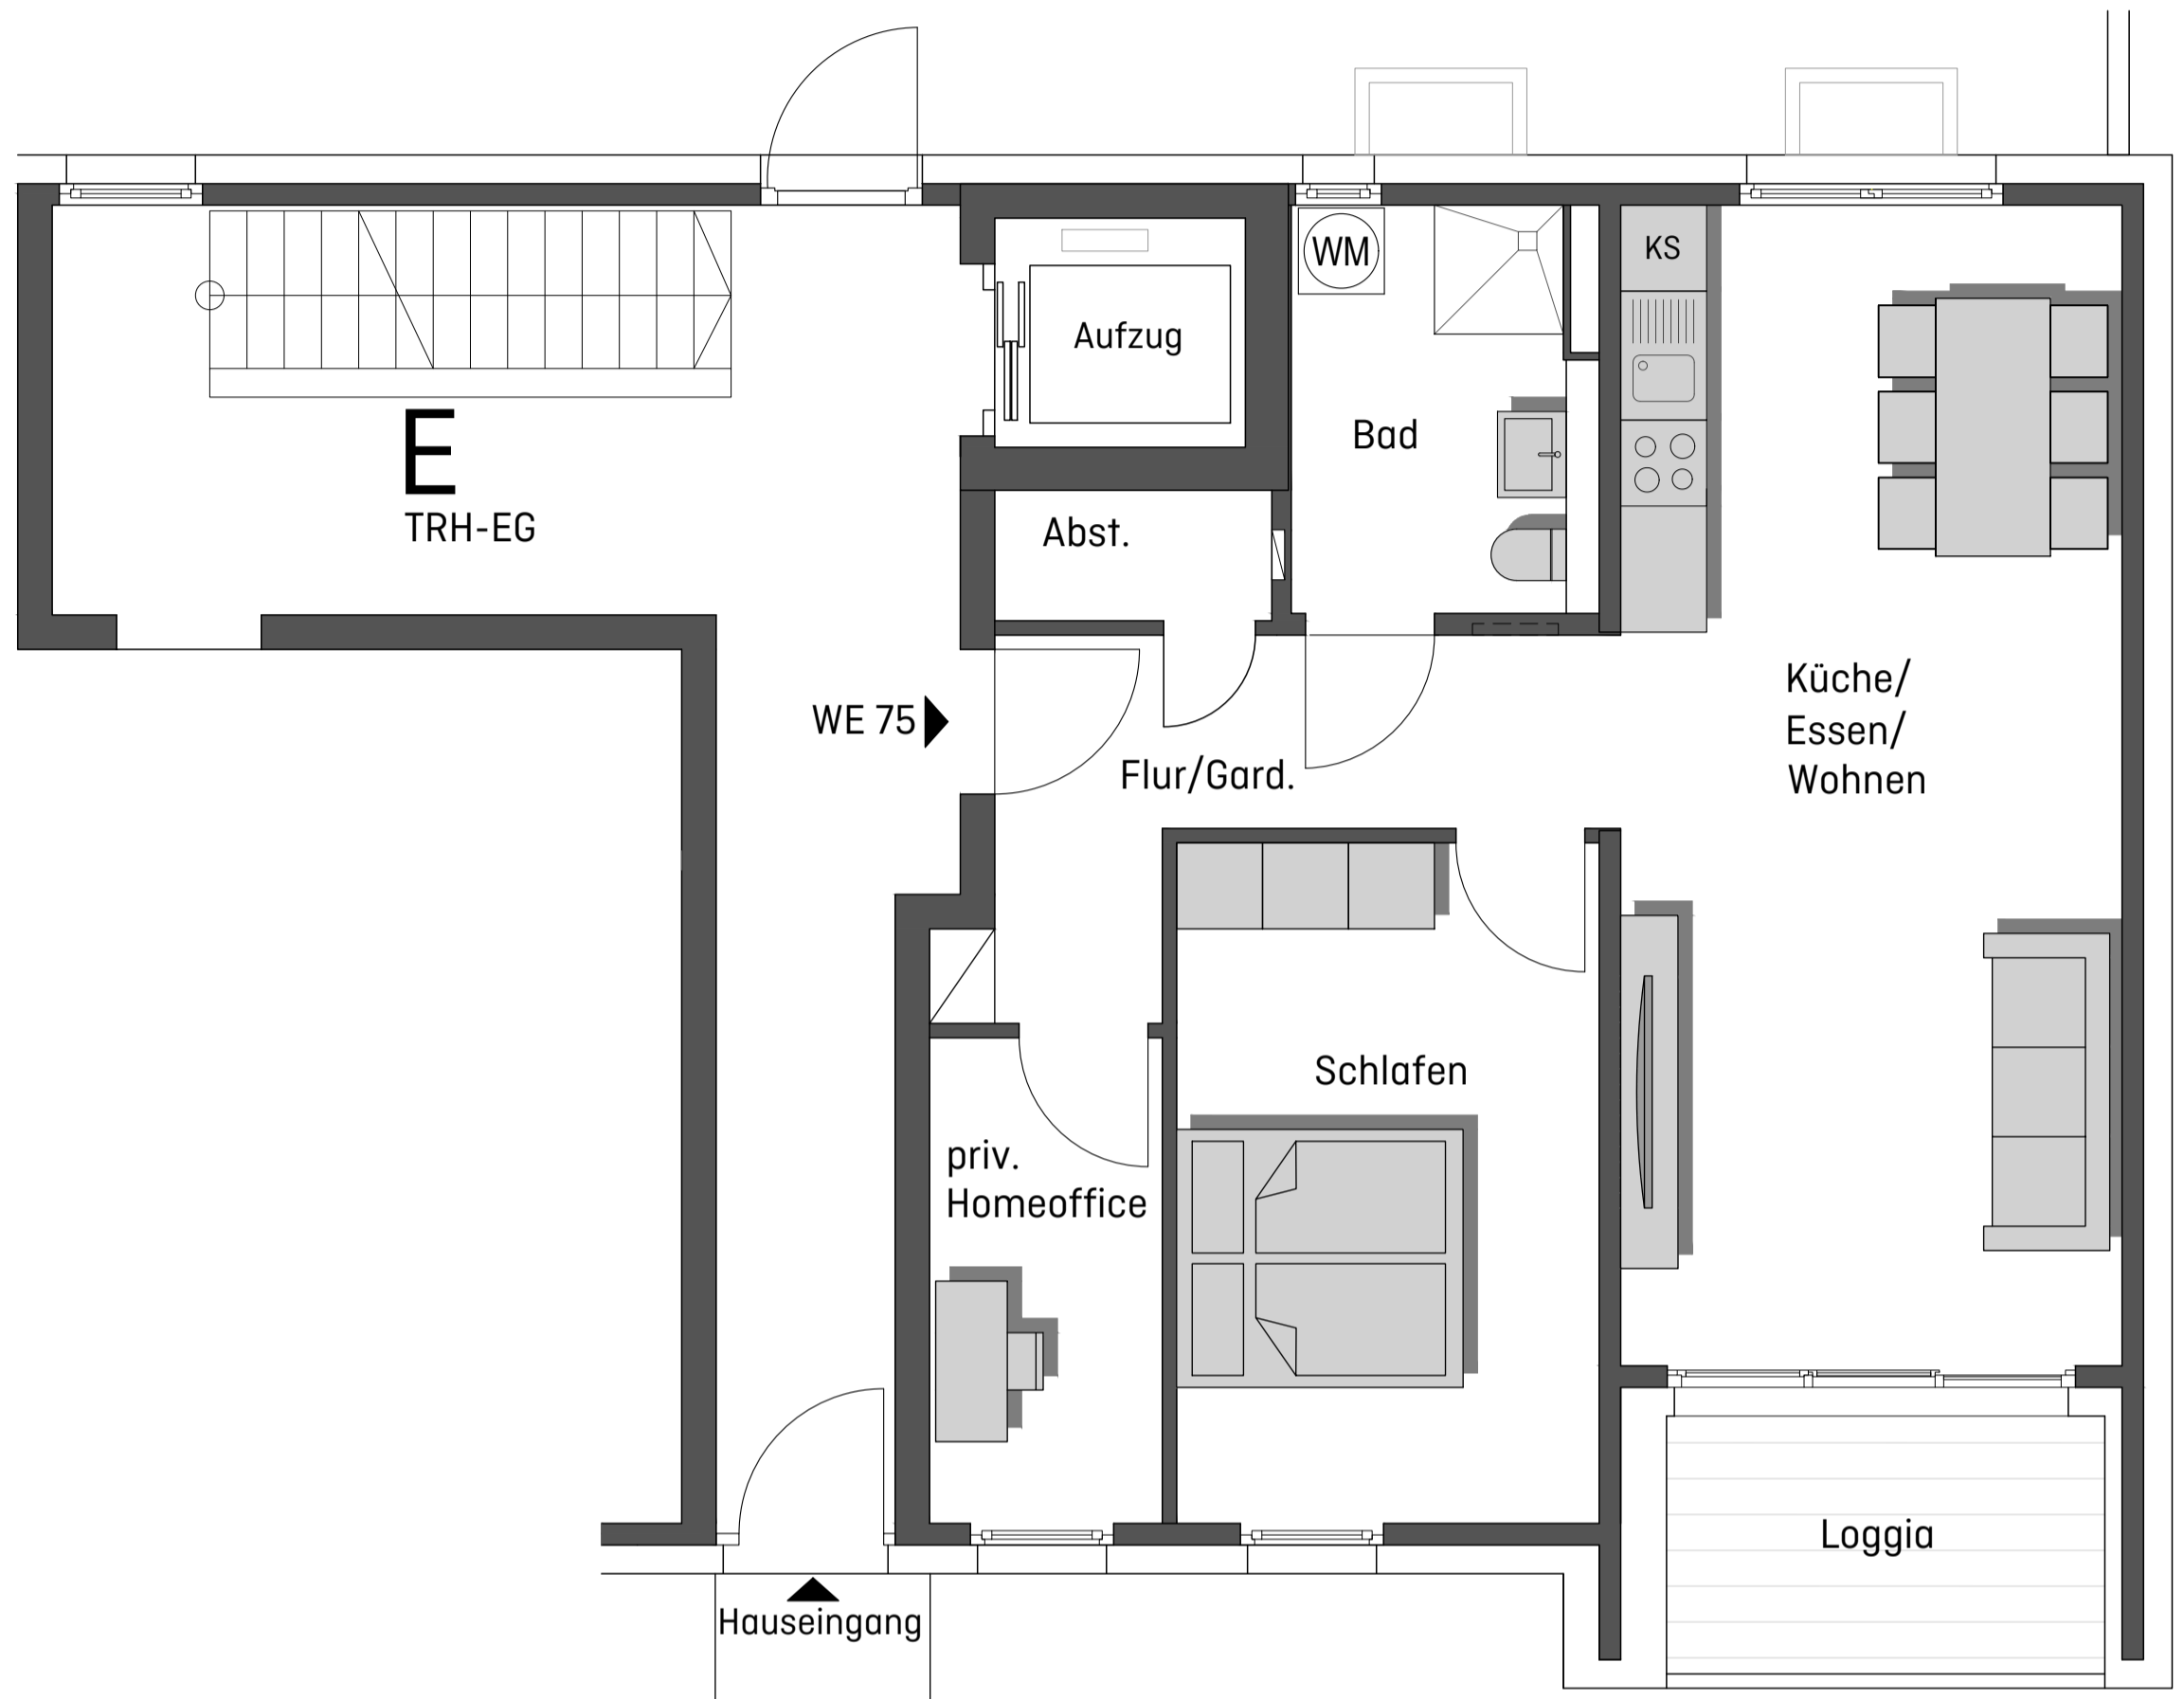 KS
WM
Aufzug
Bad
E
TRH-EG
Abst.
Küche/
Essen/
Wohnen
WE 75
Flur/Gard.
Schlafen
priv.
Homeoffice
Loggia
Hauseingang